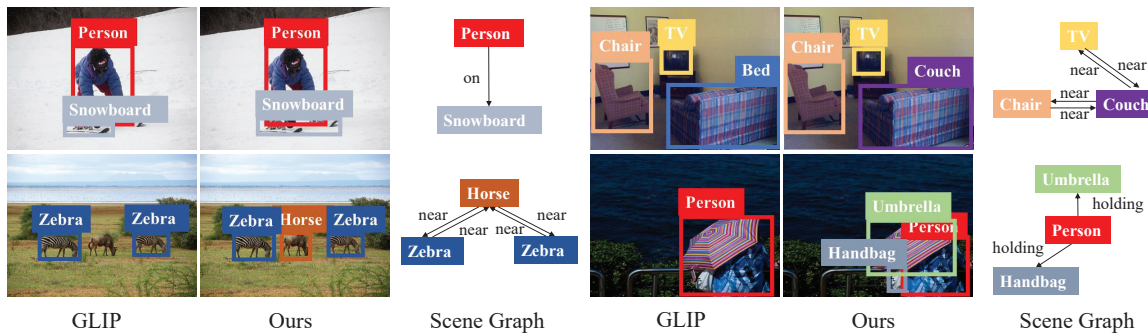 Person
Snowboard
Person
Snowboard
Person
on
Snowboard
Chair
TV
Bed
Chair
TV
Couch
TV
near
near
near
Chair
Couch
near
Zebra
Zebra
Zebra
Horse
Zebra
Horse
near
near
near
near
Zebra
Zebra
Person
Umbrella
Person
Handbag
Umbrella
holding
Person
holding
Handbag
GLIP
Ours
Scene Graph
GLIP
Ours
Scene Graph